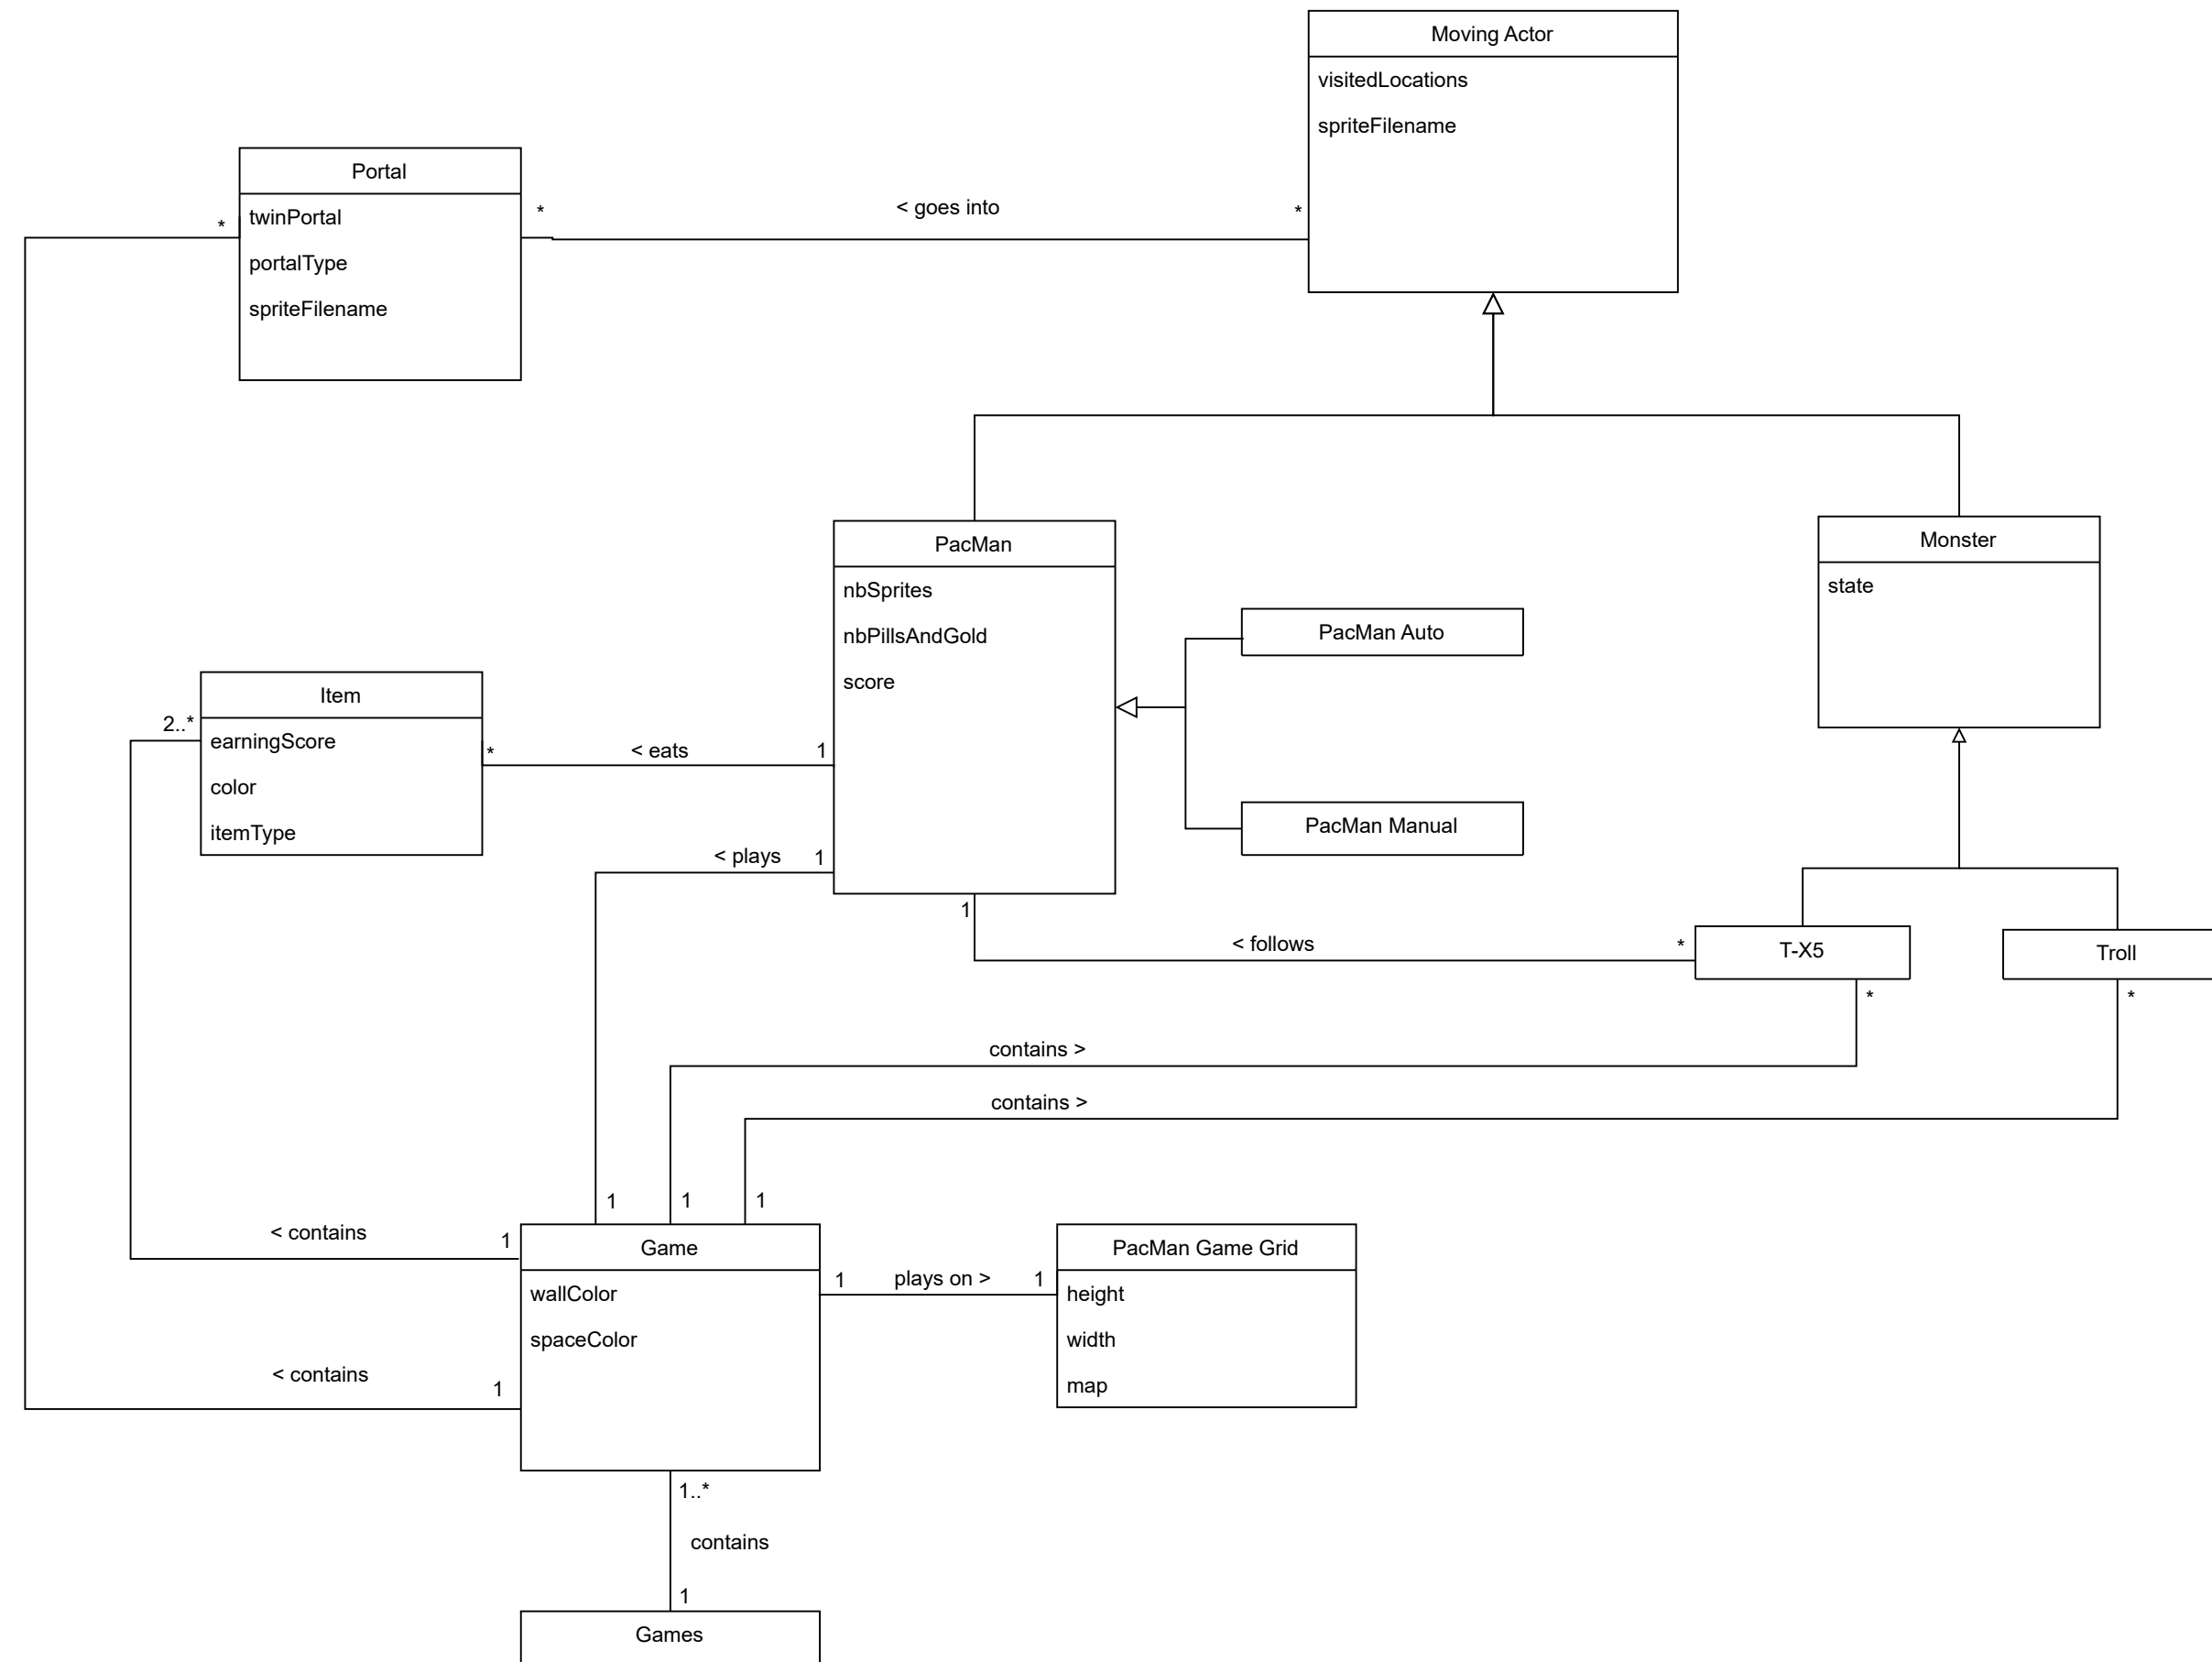 Moving Actor
visitedLocations
spriteFilename
Portal
twinPortal
portalType
spriteFilename
*
*
< goes into
*
PacMan
nbSprites
nbPillsAndGold
score
Monster
state
PacMan Auto
PacMan Manual
Item
earningScore
color
itemType
2..*
*
< eats
1
< plays
1
1
< follows
*
T-X5
Troll
*
*
contains >
contains >
1
1
1
< contains
1
Game
wallColor
spaceColor
1
plays on >
1
PacMan Game Grid
height
width
map
< contains
1
1..*
contains
1
Games